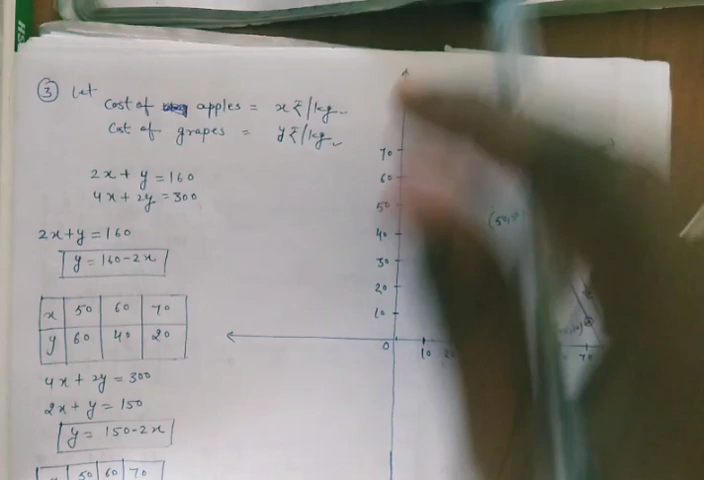 ③ Let
cost of apples = x ₹/kg
Cost of grapes = y ₹/kg
2x + y = 160
4x + 2y = 300
2x + y = 160
y = 160 - 2x
x 50 60 70
y 60 40 20
4x + 2y = 300
2x + y = 150
y = 150 - 2x
50 60 70
70
60
50
40
30
20
10
0 10 20 70